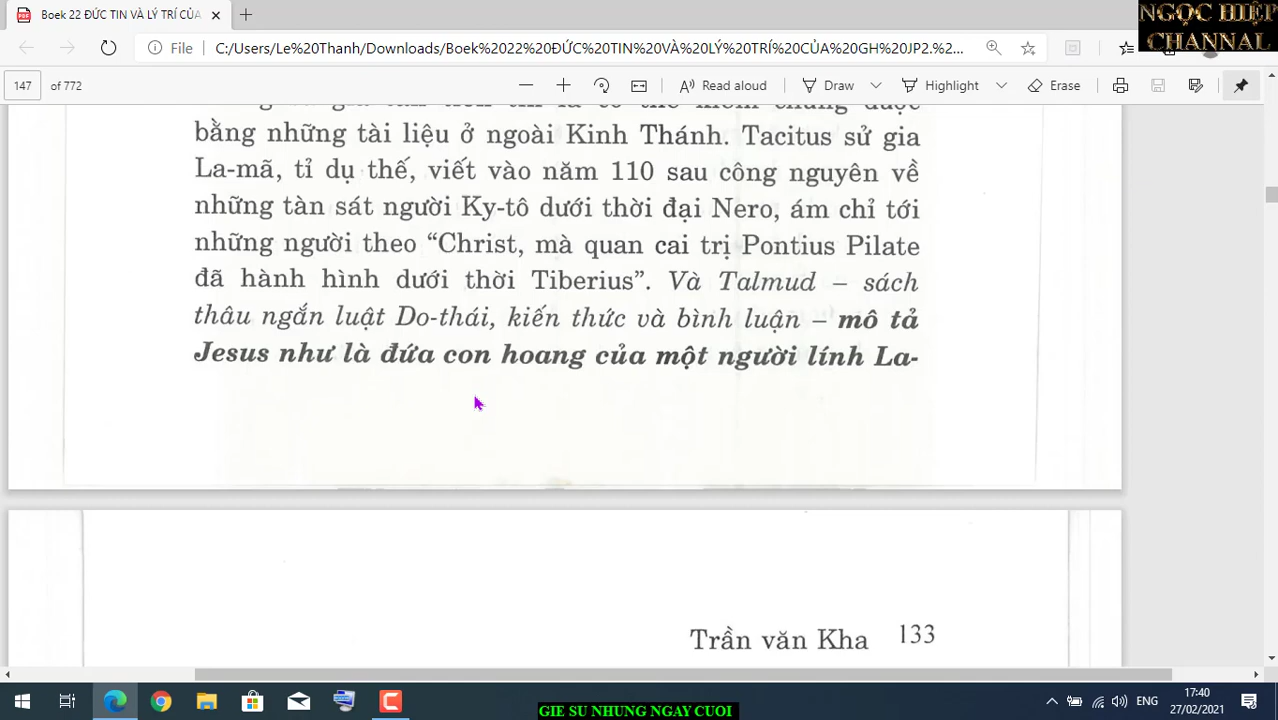 Boek 22 ĐỨC TIN VÀ LÝ TRÍ CỦA
NGỌC HIỆP
CHANNAL
File
C:/Users/Le%20Thanh/Downloads/Boek%2022%20ĐỨC%20TIN%20VÀ%20LÝ%20TRÍ%20CỦA%20GH%20JP2.%...
147 of 772
Read aloud
Draw
Highlight
Erase
bằng những tài liệu ở ngoài Kinh Thánh. Tacitus sử gia
La-mã, tỉ dụ thế, viết vào năm 110 sau công nguyên về
những tàn sát người Ky-tô dưới thời đại Nero, ám chỉ tới
những người theo “Christ, mà quan cai trị Pontius Pilate
đã hành hình dưới thời Tiberius”. Và Talmud – sách
thâu ngắn luật Do-thái, kiến thức và bình luận – mô tả
Jesus như là đứa con hoang của một người lính La-
Trần văn Kha 133
ENG
17:40
27/02/2021
GIE SU NHUNG NGAY CUOI